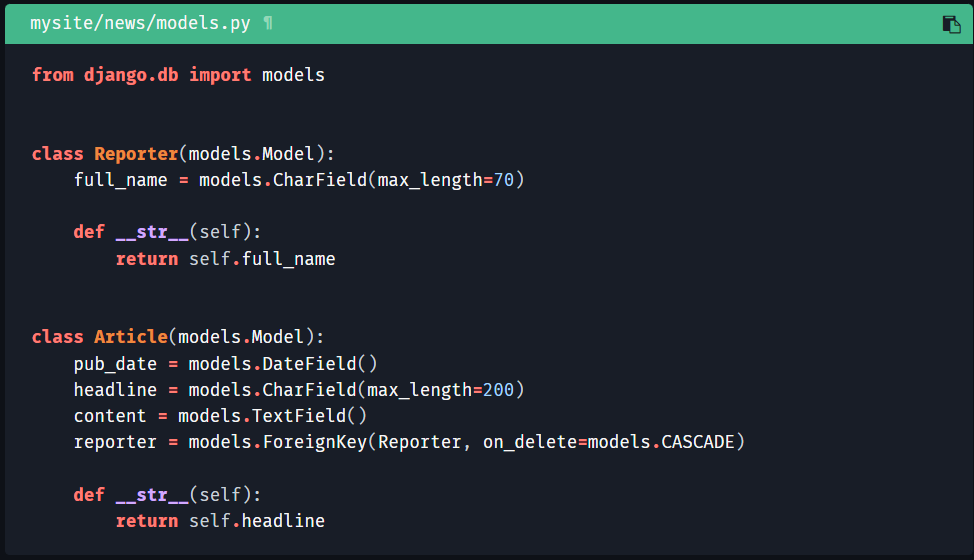 mysite/news/models.py ¶
from django.db import models
class Reporter(models.Model):
    full_name = models.CharField(max_length=70)
    def __str__(self):
        return self.full_name
class Article(models.Model):
    pub_date = models.DateField()
    headline = models.CharField(max_length=200)
    content = models.TextField()
    reporter = models.ForeignKey(Reporter, on_delete=models.CASCADE)
    def __str__(self):
        return self.headline